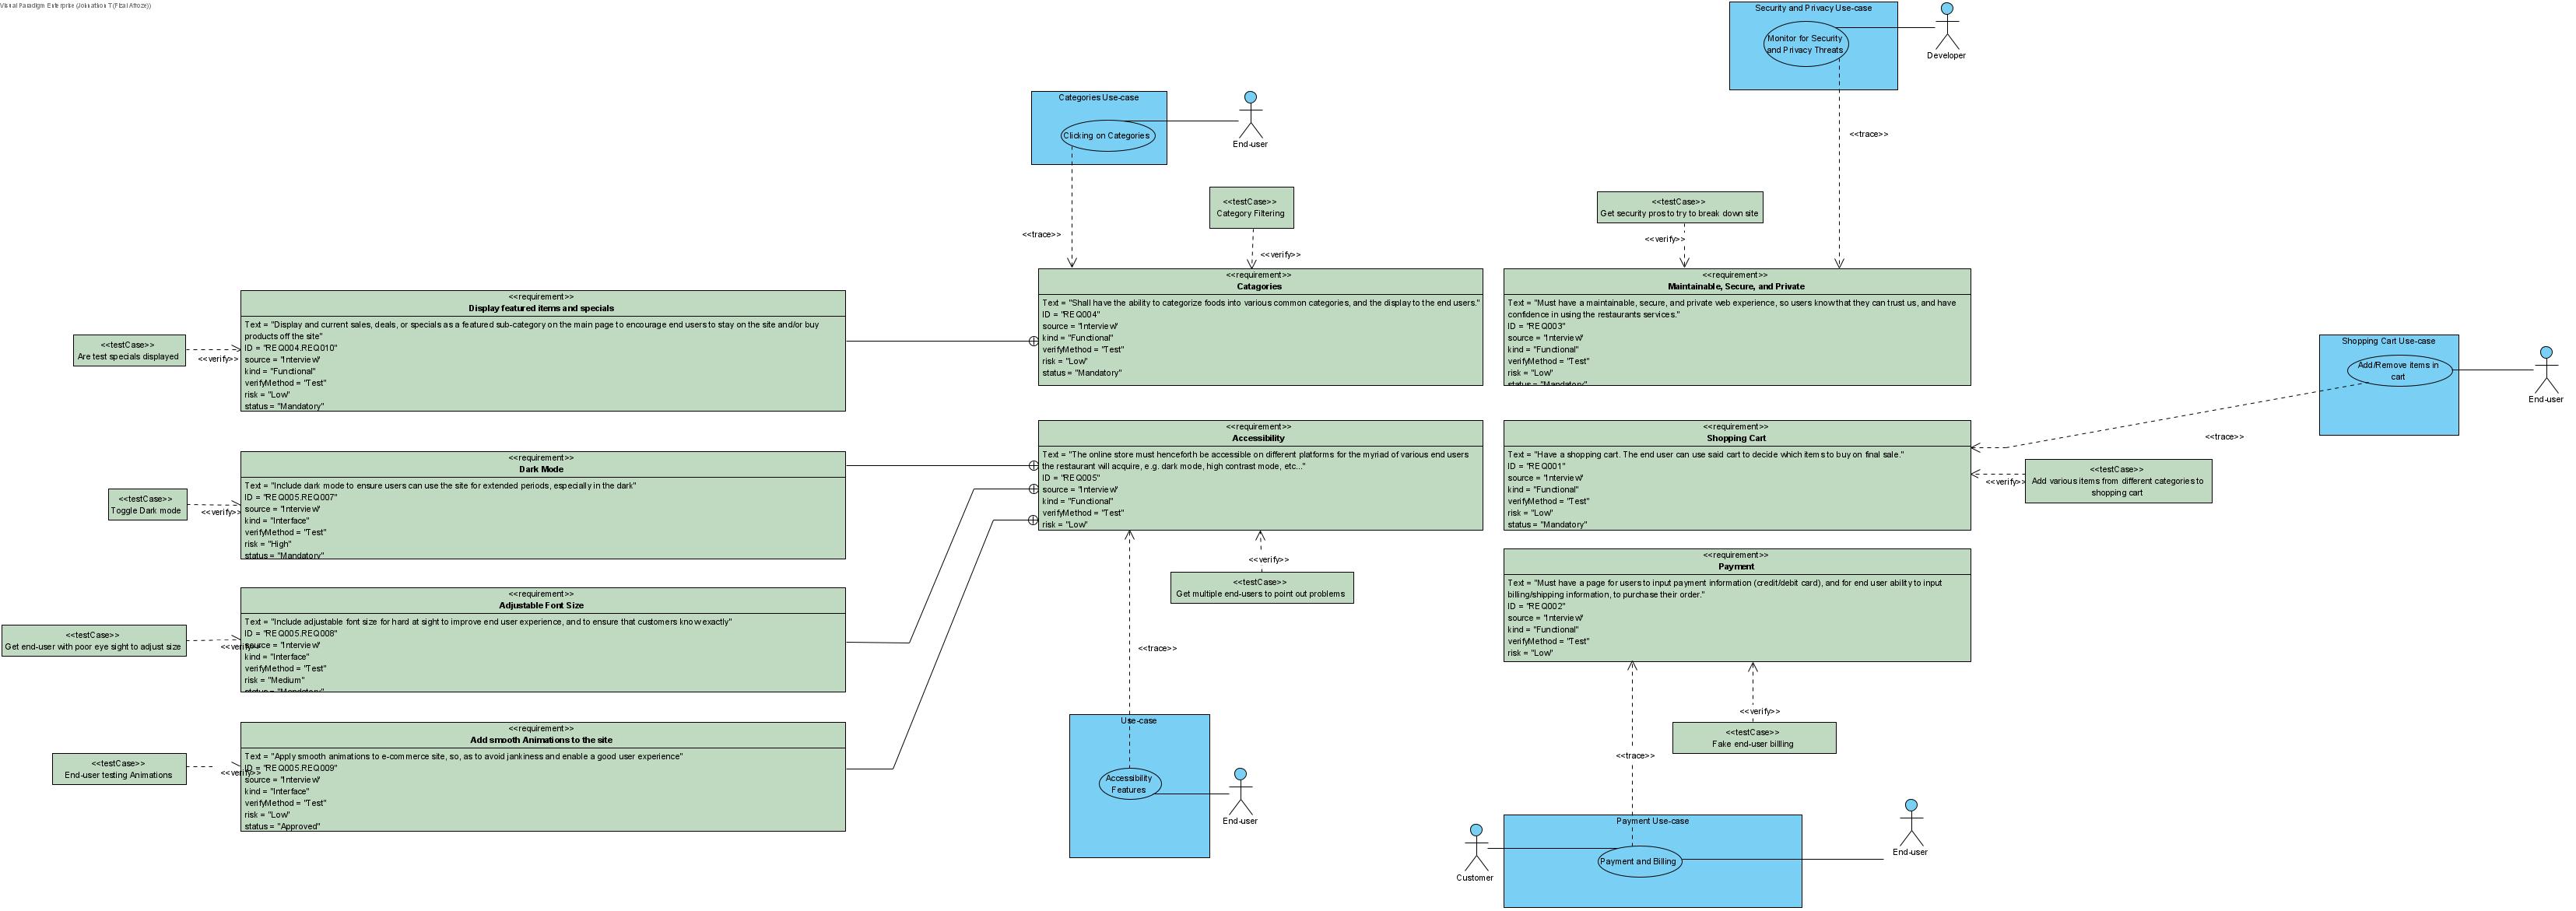 Visual Paradigm Enterprise (Johnathon T(Fizal Afroze))
Security and Privacy Use-case
Monitor for Security
and Privacy Threats
Developer
<<trace>>
Categories Use-case
Clicking on Categories
End-user
<<trace>>
<<testCase>>
Category Filtering
<<verify>>
<<testCase>>
Get security pros to try to break down site
<<verify>>
<<requirement>>
Display featured items and specials
Text = "Display and current sales, deals, or specials as a featured sub-category on the main page to encourage end users to stay on the site and/or buy
products off the site"
ID = "REQ004.REQ010"
source = "Interview"
kind = "Functional"
verifyMethod = "Test"
risk = "Low"
status = "Mandatory"
<<testCase>>
Are test specials displayed
<<verify>>
<<requirement>>
Catagories
Text = "Shall have the ability to categorize foods into various common categories, and the display to the end users."
ID = "REQ004"
source = "Interview"
kind = "Functional"
verifyMethod = "Test"
risk = "Low"
status = "Mandatory"
<<requirement>>
Maintainable, Secure, and Private
Text = "Must have a maintainable, secure, and private web experience, so users know that they can trust us, and have
confidence in using the restaurants services."
ID = "REQ003"
source = "Interview"
kind = "Functional"
verifyMethod = "Test"
risk = "Low"
status = "Mandatory"
Shopping Cart Use-case
Add/Remove items in
cart
End-user
<<trace>>
<<requirement>>
Dark Mode
Text = "Include dark mode to ensure users can use the site for extended periods, especially in the dark"
ID = "REQ005.REQ007"
source = "Interview"
kind = "Interface"
verifyMethod = "Test"
risk = "High"
status = "Mandatory"
<<testCase>>
Toggle Dark mode
<<verify>>
<<requirement>>
Accessibility
Text = "The online store must henceforth be accessible on different platforms for the myriad of various end users
the restaurant will acquire, e.g. dark mode, high contrast mode, etc..."
ID = "REQ005"
source = "Interview"
kind = "Functional"
verifyMethod = "Test"
risk = "Low"
<<requirement>>
Shopping Cart
Text = "Have a shopping cart. The end user can use said cart to decide which items to buy on final sale."
ID = "REQ001"
source = "Interview"
kind = "Functional"
verifyMethod = "Test"
risk = "Low"
status = "Mandatory"
<<verify>>
<<testCase>>
Add various items from different categories to
shopping cart
<<verify>>
<<testCase>>
Get multiple end-users to point out problems
<<requirement>>
Payment
Text = "Must have a page for users to input payment information (credit/debit card), and for end user ability to input
billing/shipping information, to purchase their order."
ID = "REQ002"
source = "Interview"
kind = "Functional"
verifyMethod = "Test"
risk = "Low"
<<requirement>>
Adjustable Font Size
Text = "Include adjustable font size for hard at sight to improve end user experience, and to ensure that customers know exactly"
ID = "REQ005.REQ008"
source = "Interview"
kind = "Interface"
verifyMethod = "Test"
risk = "Medium"
status = "Mandatory"
<<testCase>>
Get end-user with poor eye sight to adjust size
<<verify>>
<<trace>>
<<requirement>>
Add smooth Animations to the site
Text = "Apply smooth animations to e-commerce site, so, as to avoid jankiness and enable a good user experience"
ID = "REQ005.REQ009"
source = "Interview"
kind = "Interface"
verifyMethod = "Test"
risk = "Low"
status = "Approved"
<<testCase>>
End-user testing Animations
<<verify>>
Use-case
Accessibility
Features
End-user
<<verify>>
<<testCase>>
Fake end-user billling
<<trace>>
Payment Use-case
Payment and Billing
Customer
End-user